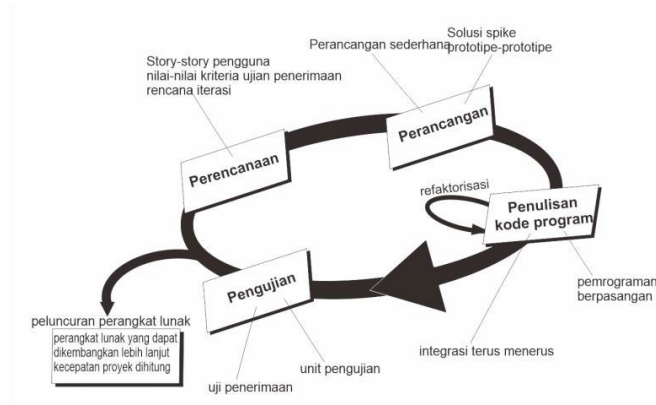 Solusi spike
prototipe-prototipe
Perancangan sederhana
Story-story pengguna
nilai-nilai kriteria ujian penerimaan
rencana iterasi
Perancangan
Perencanaan
refaktorisasi
Penulisan
kode program
pemrograman
berpasangan
Pengujian
peluncuran perangkat lunak
perangkat lunak yang dapat
dikembangkan lebih lanjut
kecepatan proyek dihitung
integrasi terus menerus
unit pengujian
uji penerimaan